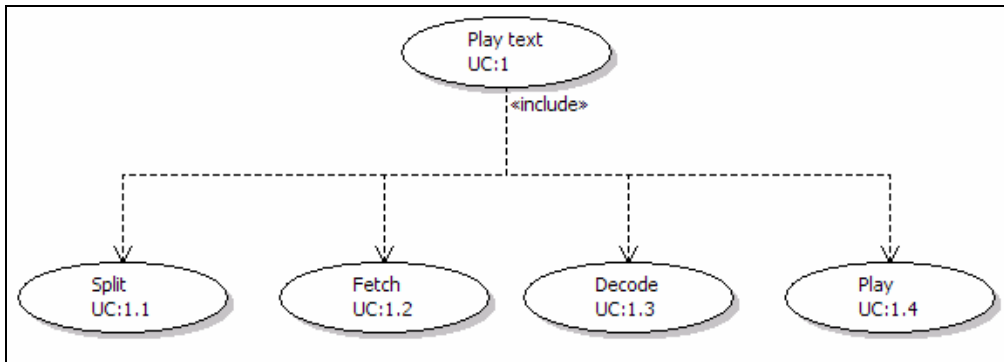 Play text
UC:1
«include»
Split
UC:1.1
Fetch
UC:1.2
Decode
UC:1.3
Play
UC:1.4